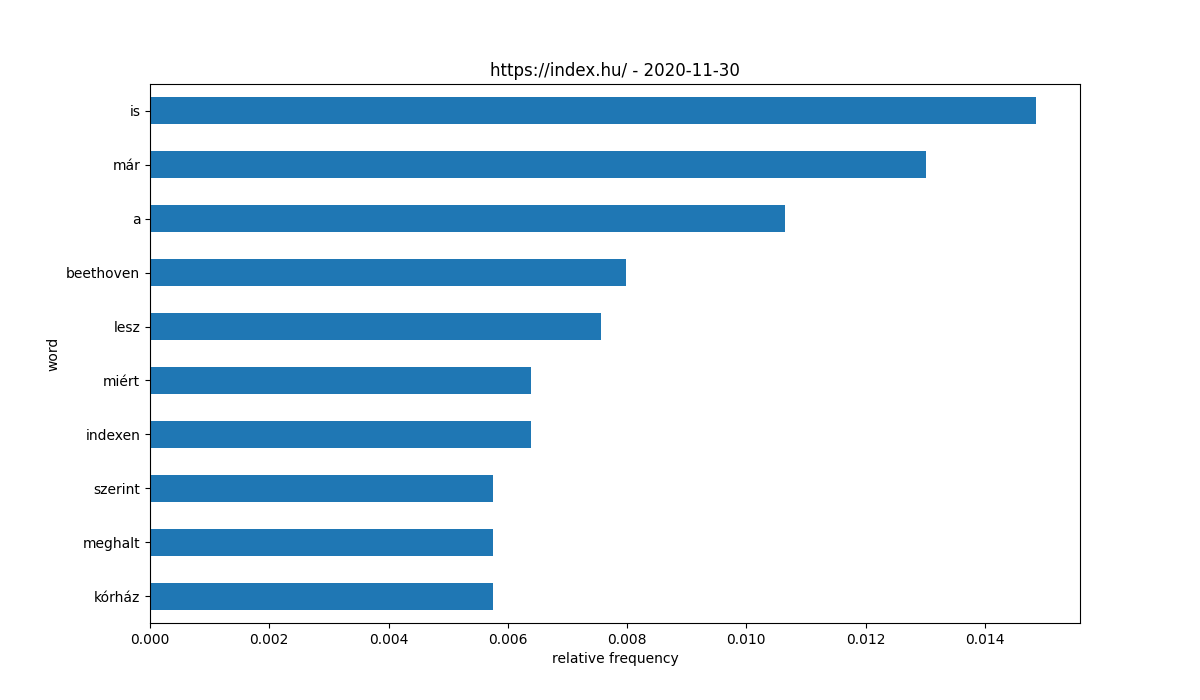 https://index.hu/ - 2020-11-30
is
már
a
beethoven
lesz
miért
indexen
szerint
meghalt
kórház
word
0.000 0.002 0.004 0.006 0.008 0.010 0.012 0.014
relative frequency